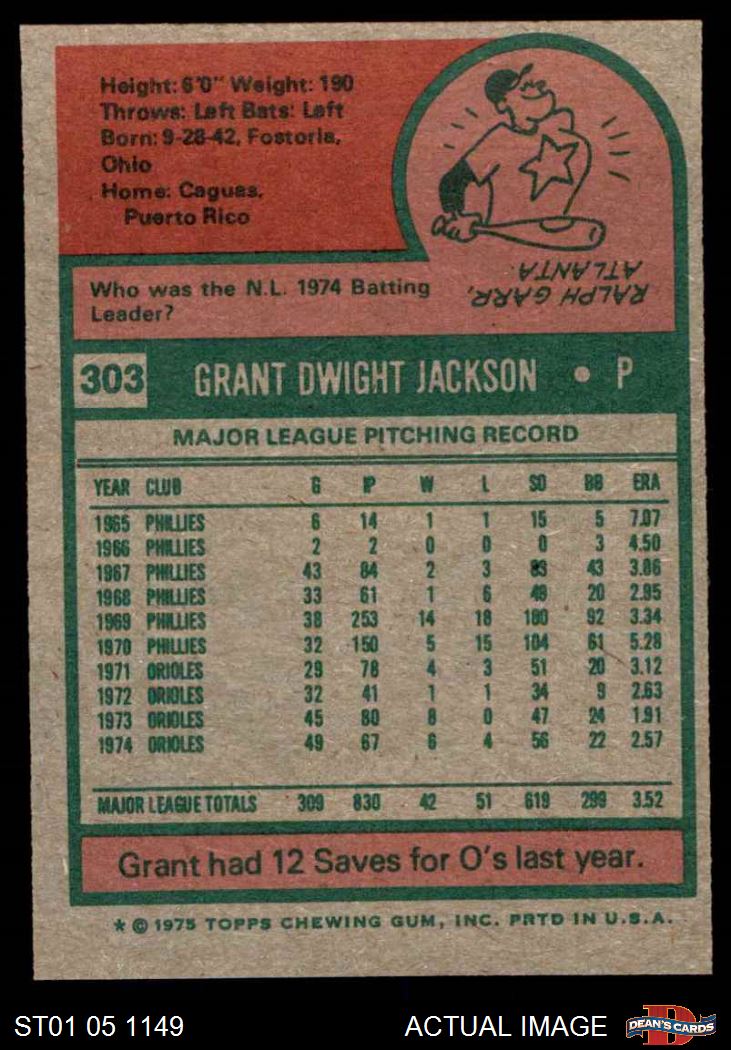 Height: 6'0" Weight: 190
Throws: Left Bats: Left
Born: 9-28-42, Fostoria,
Ohio
Home: Caguas,
Puerto Rico
Who was the N.L. 1974 Batting
Leader?
RALPH GARR,
ATLANTA.
303 GRANT DWIGHT JACKSON • P
MAJOR LEAGUE PITCHING RECORD
YEAR CLUB G IP W L SO BB ERA
1965 PHILLIES 6 14 1 1 15 5 7.07
1966 PHILLIES 2 2 0 0 0 3 4.50
1967 PHILLIES 43 84 2 3 83 43 3.86
1968 PHILLIES 33 61 1 6 49 20 2.95
1969 PHILLIES 38 253 14 18 180 92 3.34
1970 PHILLIES 32 150 5 15 104 61 5.28
1971 ORIOLES 29 78 4 3 51 20 3.12
1972 ORIOLES 32 41 1 1 34 9 2.63
1973 ORIOLES 45 80 8 0 47 24 1.91
1974 ORIOLES 49 67 6 4 56 22 2.57
MAJOR LEAGUE TOTALS 309 830 42 51 619 299 3.52
Grant had 12 Saves for O's last year.
* © 1975 TOPPS CHEWING GUM, INC. PRTD IN U.S.A.
ST01 05 1149 ACTUAL IMAGE DEAN'S CARDS